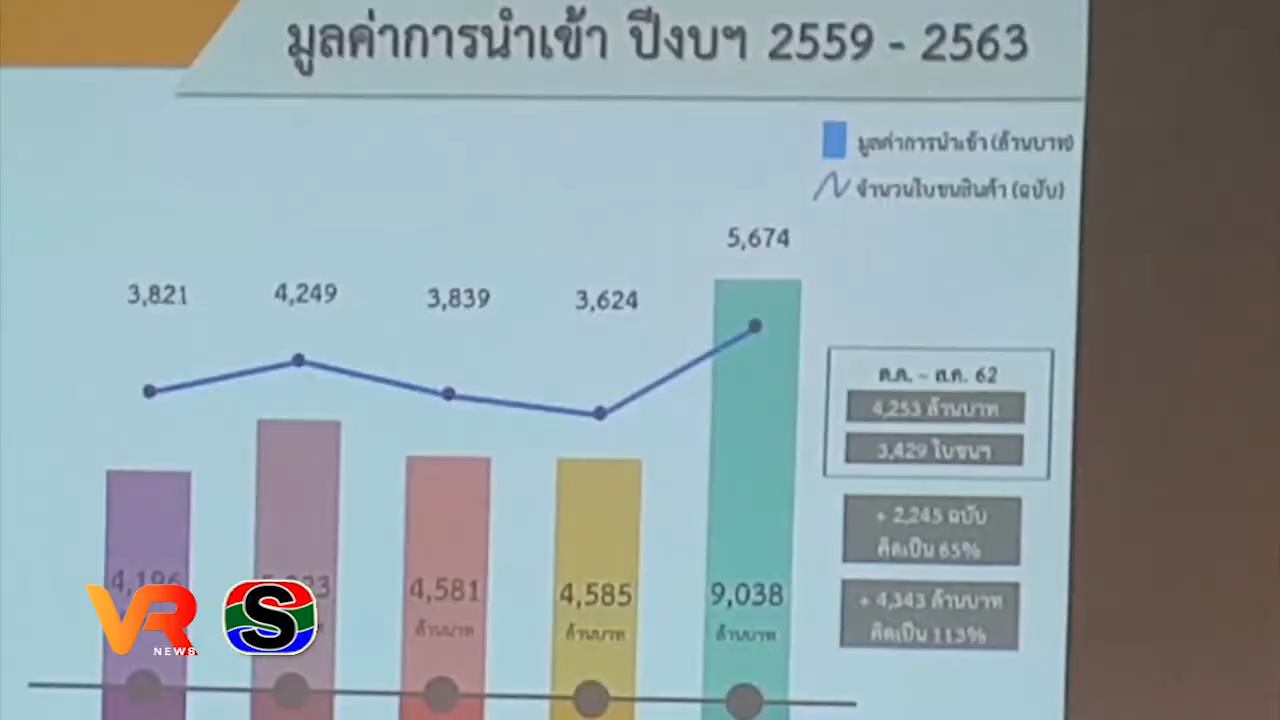 มูลค่าการนำเข้า ปีงบฯ 2559 - 2563
มูลค่าการนำเข้า (ล้านบาท)
จำนวนใบขนสินค้า (ฉบับ)
5,674
3,821
4,249
3,839
3,624
ต.ค. - ส.ค. 62
4,253 ล้านบาท
3,429 ใบขนฯ
+ 2,245 ฉบับ
คิดเป็น 65%
+ 4,343 ล้านบาท
คิดเป็น 113%
4,196
4,581
ล้านบาท
4,585
ล้านบาท
9,038
ล้านบาท
VR
NEWS
S